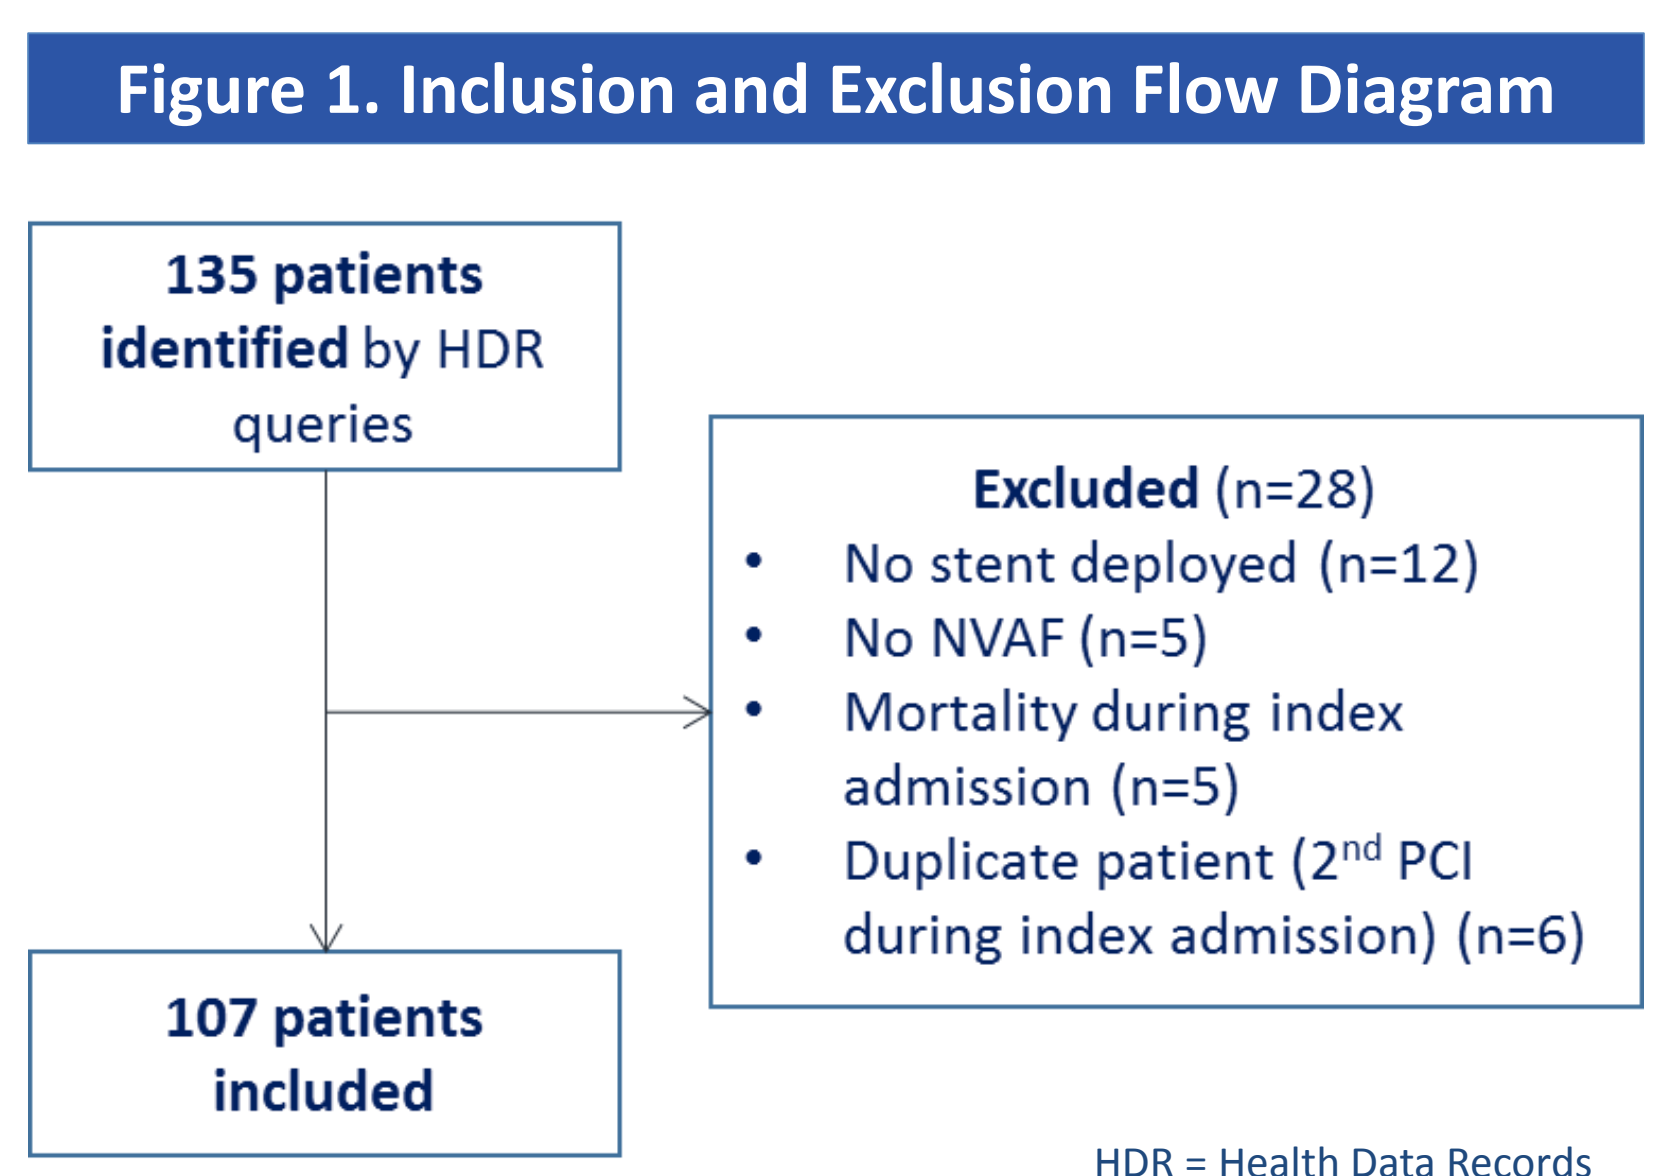 Figure 1. Inclusion and Exclusion Flow Diagram
135 patients
identified by HDR
queries
Excluded (n=28)
• No stent deployed (n=12)
• No NVAF (n=5)
• Mortality during index
admission (n=5)
• Duplicate patient (2nd PCI
during index admission) (n=6)
107 patients
included
HDR = Health Data Records